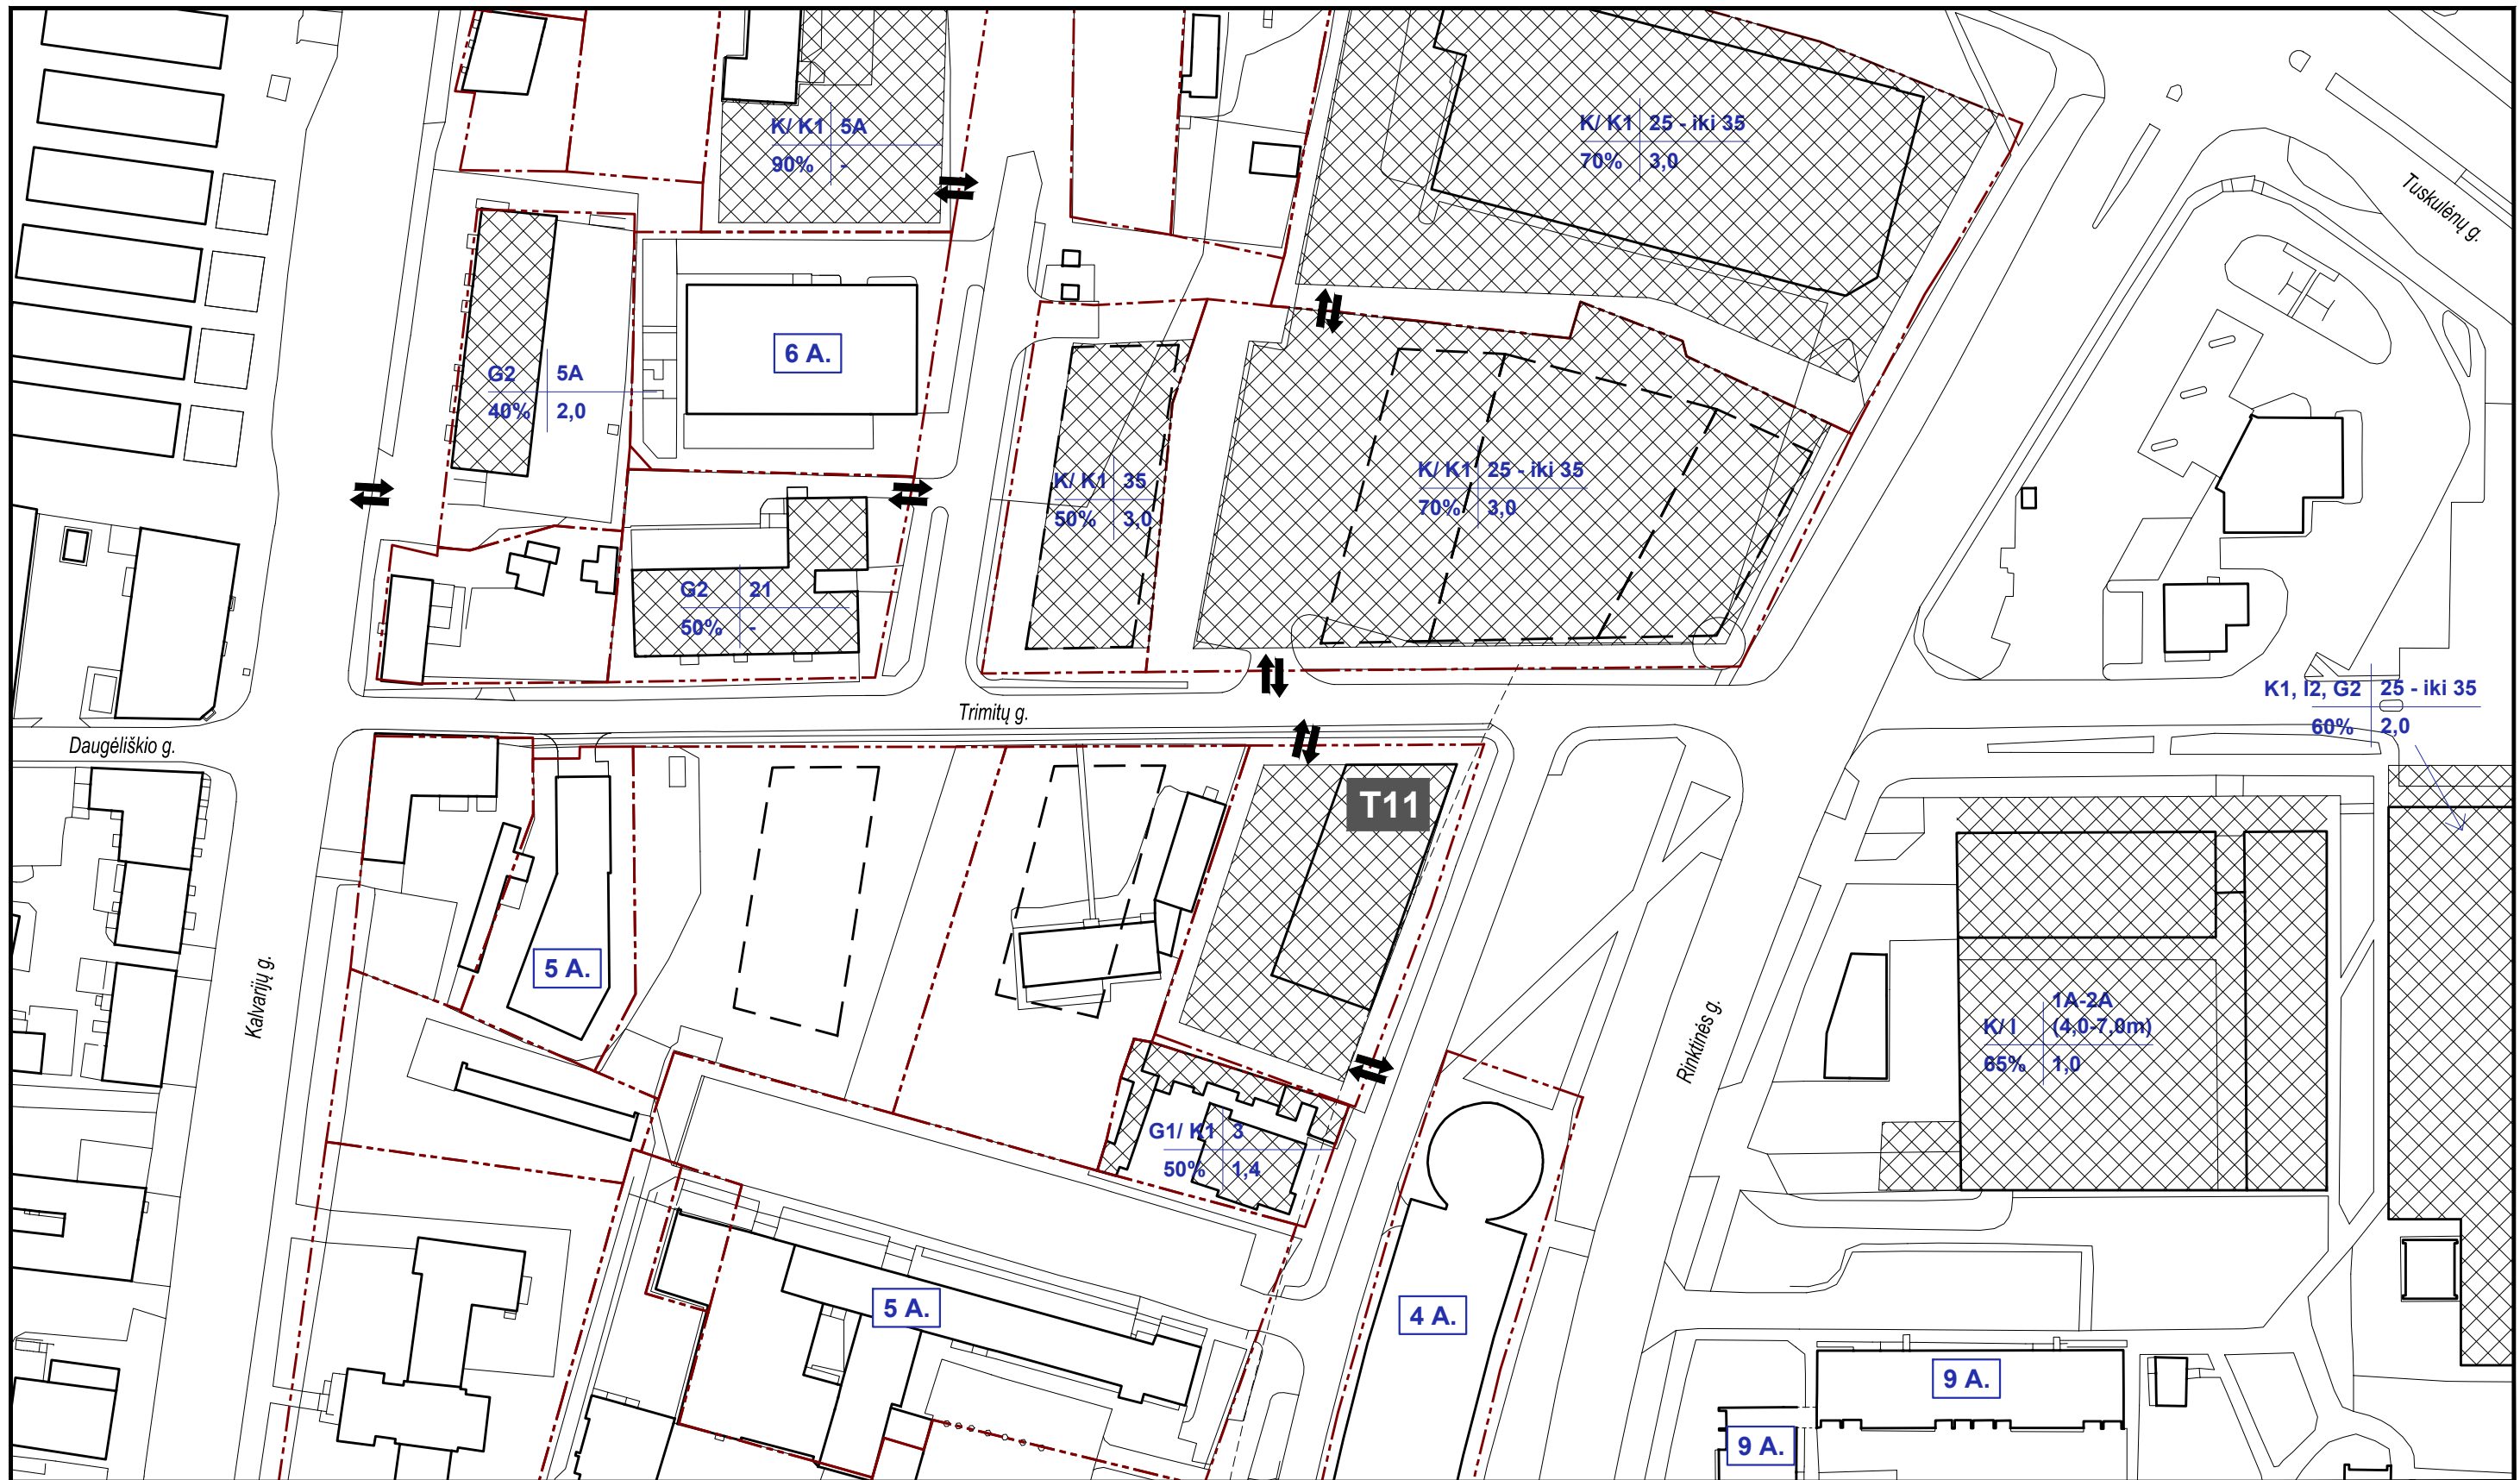 K/ K1 5A
90% -
K/ K1 25 - iki 35
70% 3,0
Tuskulėnų g.
6 A.
G2 5A
40% 2,0
K/ K1 35
50% 3,0
K/ K1 25 - iki 35
70% 3,0
G2 21
50% -
K1, I2, G2 25 - iki 35
60% 2,0
Trimitų g.
Daugėliškio g.
T11
5 A.
Kalvarijų g.
Rinktinės g.
1A-2A
K/ I (4,0-7,0m)
65% 1,0
G1/ K1 3
50% 1,4
5 A.
4 A.
9 A.
9 A.